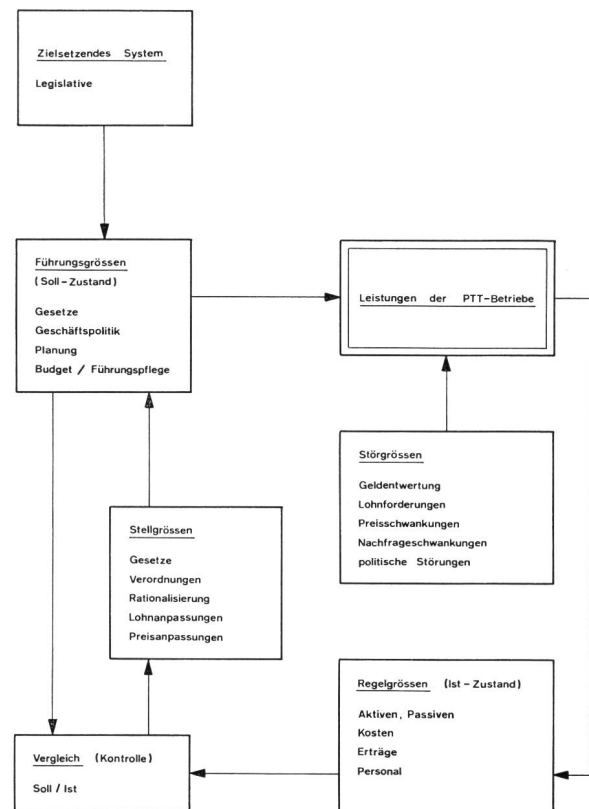 Zielsetzendes System
Legislative
Führungsgrössen
(Soll-Zustand)
Gesetze
Geschäftspolitik
Planung
Budget / Führungspflege
Leistungen der PTT-Betriebe
Störgrössen
Geldentwertung
Lohnforderungen
Preisschwankungen
Nachfrageschwankungen
politische Störungen
Stellgrössen
Gesetze
Verordnungen
Rationalisierung
Lohnanpassungen
Preisanpassungen
Regelgrössen (Ist-Zustand)
Aktiven, Passiven
Kosten
Erträge
Personal
Vergleich (Kontrolle)
Soll / Ist